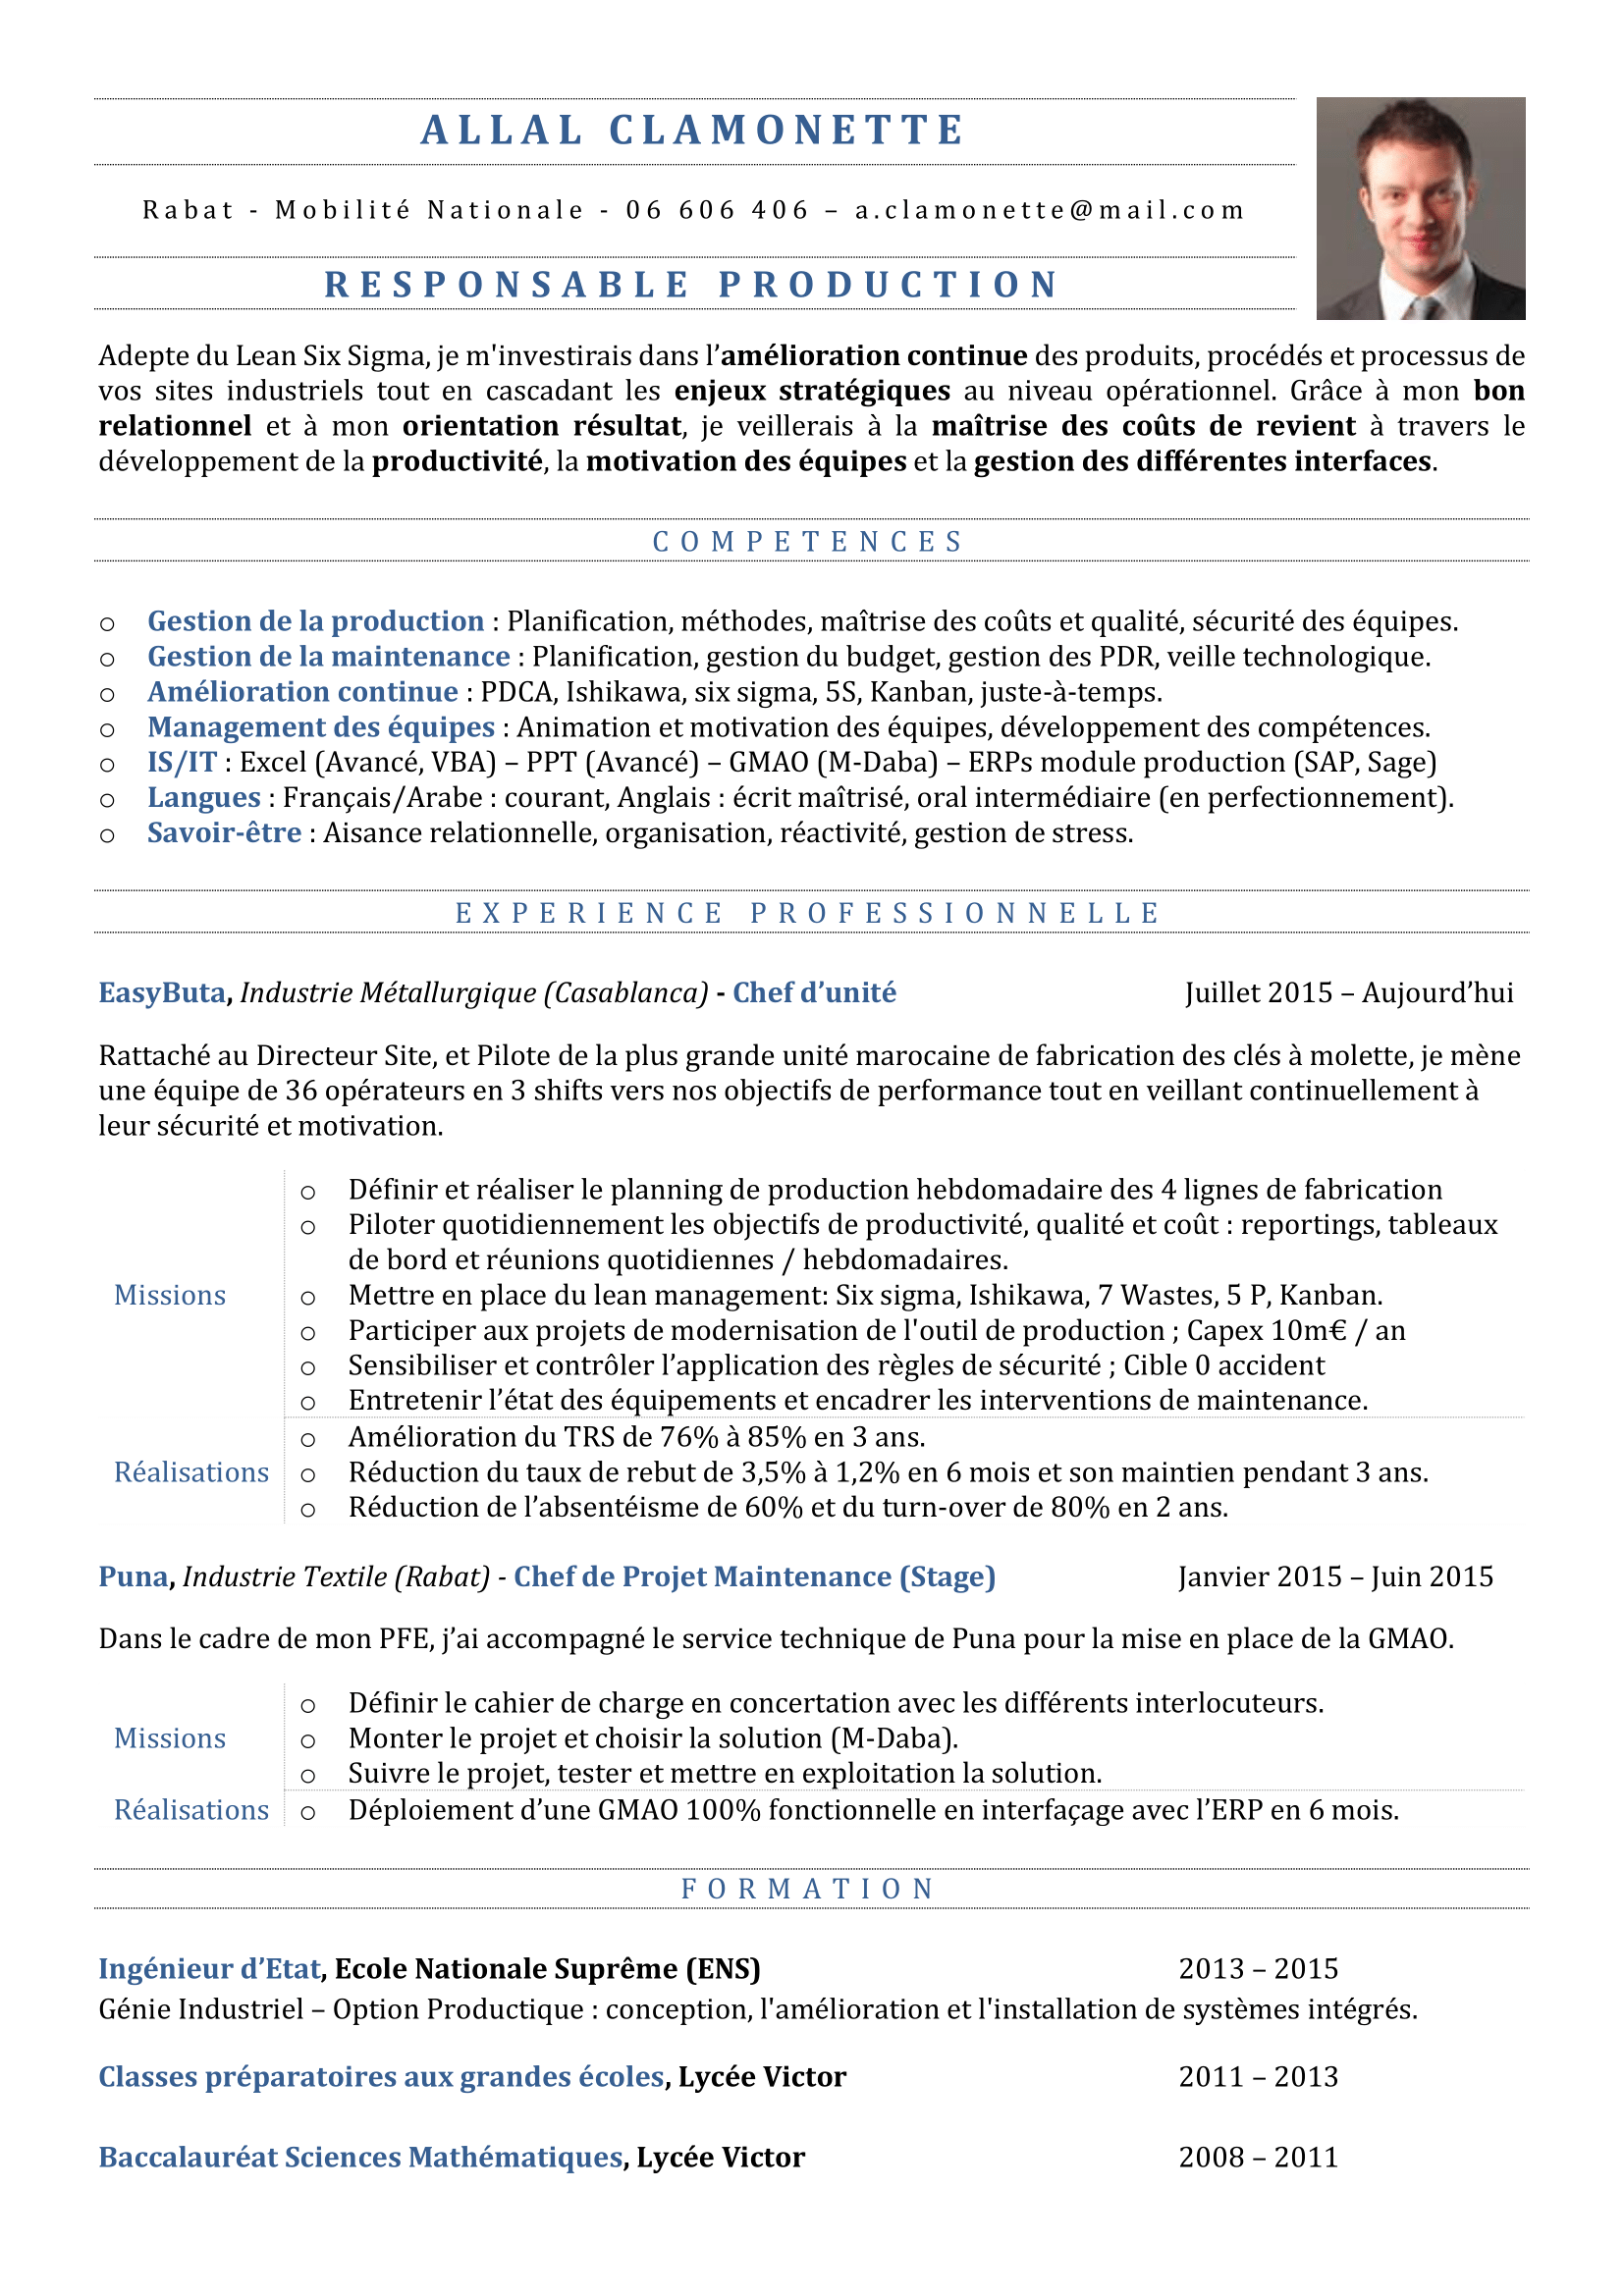 ALLAL CLAMONETTE
Rabat - Mobilité Nationale - 06 606 406 – a.clamonette@mail.com
RESPONSABLE PRODUCTION
Adepte du Lean Six Sigma, je m'investirais dans l’amélioration continue des produits, procédés et processus de
vos sites industriels tout en cascadant les enjeux stratégiques au niveau opérationnel. Grâce à mon bon
relationnel et à mon orientation résultat, je veillerais à la maîtrise des coûts de revient à travers le
développement de la productivité, la motivation des équipes et la gestion des différentes interfaces.
COMPETENCES
o Gestion de la production : Planification, méthodes, maîtrise des coûts et qualité, sécurité des équipes.
o Gestion de la maintenance : Planification, gestion du budget, gestion des PDR, veille technologique.
o Amélioration continue : PDCA, Ishikawa, six sigma, 5S, Kanban, juste-à-temps.
o Management des équipes : Animation et motivation des équipes, développement des compétences.
o IS/IT : Excel (Avancé, VBA) – PPT (Avancé) – GMAO (M-Daba) – ERPs module production (SAP, Sage)
o Langues : Français/Arabe : courant, Anglais : écrit maîtrisé, oral intermédiaire (en perfectionnement).
o Savoir-être : Aisance relationnelle, organisation, réactivité, gestion de stress.
EXPERIENCE PROFESSIONNELLE
EasyButa, Industrie Métallurgique (Casablanca) - Chef d’unité Juillet 2015 – Aujourd’hui
Rattaché au Directeur Site, et Pilote de la plus grande unité marocaine de fabrication des clés à molette, je mène
une équipe de 36 opérateurs en 3 shifts vers nos objectifs de performance tout en veillant continuellement à
leur sécurité et motivation.
o Définir et réaliser le planning de production hebdomadaire des 4 lignes de fabrication
o Piloter quotidiennement les objectifs de productivité, qualité et coût : reportings, tableaux
de bord et réunions quotidiennes / hebdomadaires.
Missions o Mettre en place du lean management: Six sigma, Ishikawa, 7 Wastes, 5 P, Kanban.
o Participer aux projets de modernisation de l'outil de production ; Capex 10m€ / an
o Sensibiliser et contrôler l’application des règles de sécurité ; Cible 0 accident
o Entretenir l’état des équipements et encadrer les interventions de maintenance.
o Amélioration du TRS de 76% à 85% en 3 ans.
Réalisations o Réduction du taux de rebut de 3,5% à 1,2% en 6 mois et son maintien pendant 3 ans.
o Réduction de l’absentéisme de 60% et du turn-over de 80% en 2 ans.
Puna, Industrie Textile (Rabat) - Chef de Projet Maintenance (Stage) Janvier 2015 – Juin 2015
Dans le cadre de mon PFE, j’ai accompagné le service technique de Puna pour la mise en place de la GMAO.
o Définir le cahier de charge en concertation avec les différents interlocuteurs.
Missions o Monter le projet et choisir la solution (M-Daba).
o Suivre le projet, tester et mettre en exploitation la solution.
Réalisations o Déploiement d’une GMAO 100% fonctionnelle en interfaçage avec l’ERP en 6 mois.
FORMATION
Ingénieur d’Etat, Ecole Nationale Suprême (ENS) 2013 – 2015
Génie Industriel – Option Productique : conception, l'amélioration et l'installation de systèmes intégrés.
Classes préparatoires aux grandes écoles, Lycée Victor 2011 – 2013
Baccalauréat Sciences Mathématiques, Lycée Victor 2008 – 2011